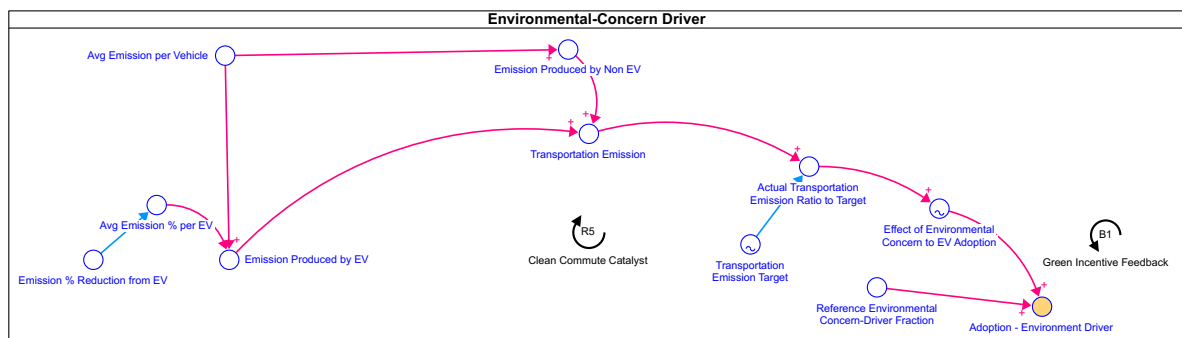 Environmental-Concern Driver
Avg Emission per Vehicle
+
Emission Produced by Non EV
+
+
Transportation Emission
+
Actual Transportation
Emission Ratio to Target
+
Avg Emission % per EV
+
Effect of Environmental
Concern to EV Adoption
R5
Clean Commute Catalyst
B1
Green Incentive Feedback
Emission Produced by EV
Emission % Reduction from EV
Transportation
Emission Target
+
+
Reference Environmental
Concern-Driver Fraction
Adoption - Environment Driver